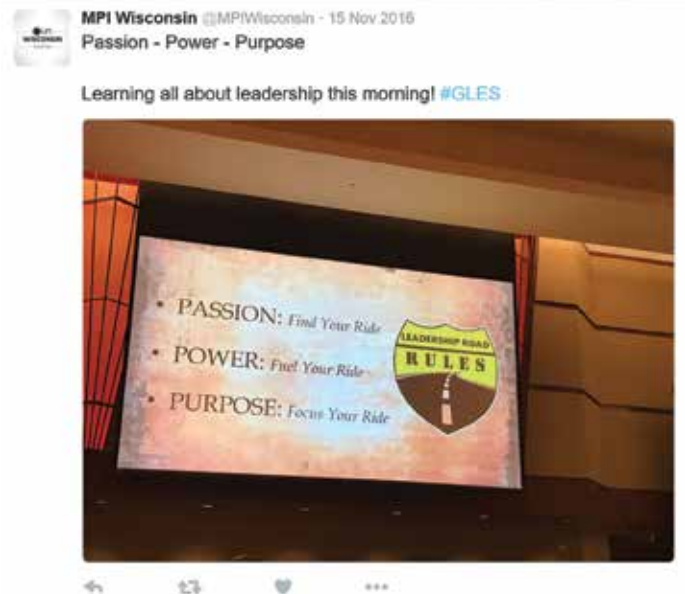 MPI Wisconsin @MPIWisconsin - 15 Nov 2016
Passion - Power - Purpose
Learning all about leadership this morning! #GLES
• PASSION: Find Your Ride
• POWER: Fuel Your Ride
• PURPOSE: Focus Your Ride
LEADERSHIP ROAD
RULES